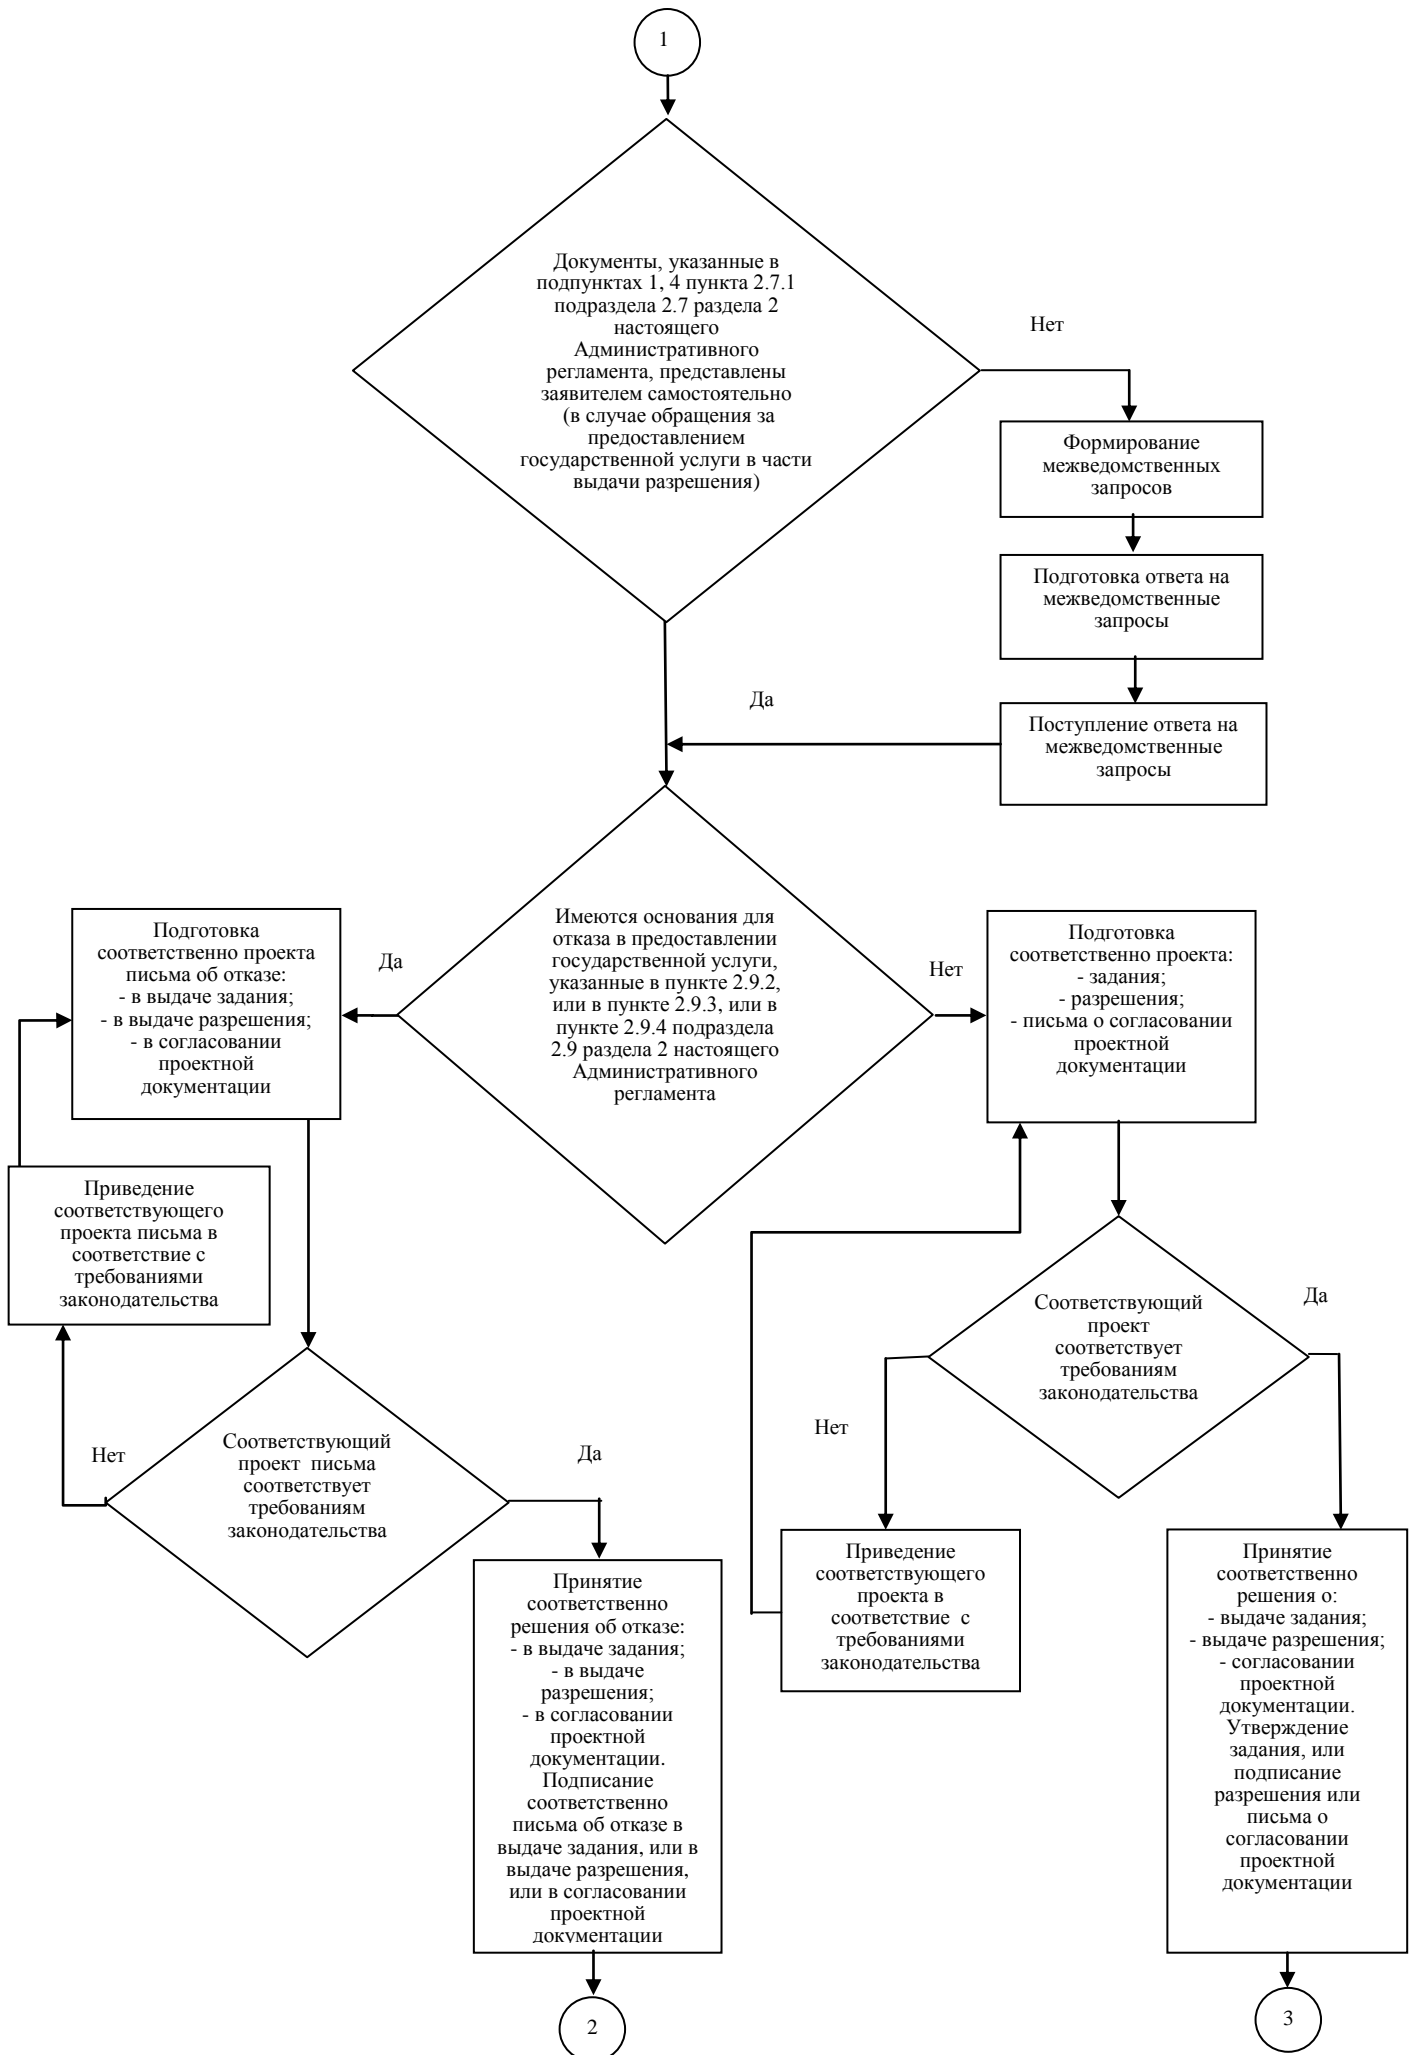 1
Документы, указанные в
подпунктах 1, 4 пункта 2.7.1
подраздела 2.7 раздела 2
настоящего
Административного
регламента, представлены
заявителем самостоятельно
(в случае обращения за
предоставлением
государственной услуги в части
выдачи разрешения)
Нет
Формирование
межведомственных
запросов
Подготовка ответа на
межведомственные
запросы
Да
Поступление ответа на
межведомственные
запросы
Подготовка
соответственно проекта
письма об отказе:
- в выдаче задания;
- в выдаче разрешения;
- в согласовании
проектной
документации
Да
Имеются основания для
отказа в предоставлении
государственной услуги,
указанные в пункте 2.9.2,
или в пункте 2.9.3, или в
пункте 2.9.4 подраздела
2.9 раздела 2 настоящего
Административного
регламента
Нет
Подготовка
соответственно проекта:
- задания;
- разрешения;
- письма о согласовании
проектной
документации
Приведение
соответствующего
проекта письма в
соответствие с
требованиями
законодательства
Соответствующий
проект
соответствует
требованиям
законодательства
Да
Нет
Нет
Соответствующий
проект  письма
соответствует
требованиям
законодательства
Да
Приведение
соответствующего
проекта в
соответствие  с
требованиями
законодательства
Принятие
соответственно
решения о:
- выдаче задания;
- выдаче разрешения;
- согласовании
проектной
документации.
Утверждение
задания, или
подписание
разрешения или
письма о
согласовании
проектной
документации
Принятие
соответственно
решения об отказе:
- в выдаче задания;
- в выдаче
разрешения;
- в согласовании
проектной
документации.
Подписание
соответственно
письма об отказе в
выдаче задания, или в
выдаче разрешения,
или в согласовании
проектной
документации
2
3